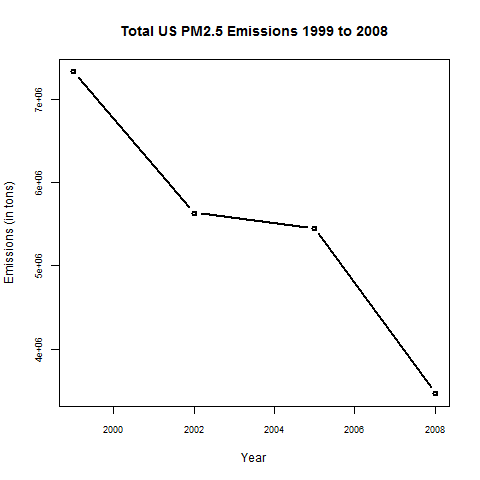 Total US PM2.5 Emissions 1999 to 2008
Emissions (in tons)
7e+06
6e+06
5e+06
4e+06
2000 2002 2004 2006 2008
Year